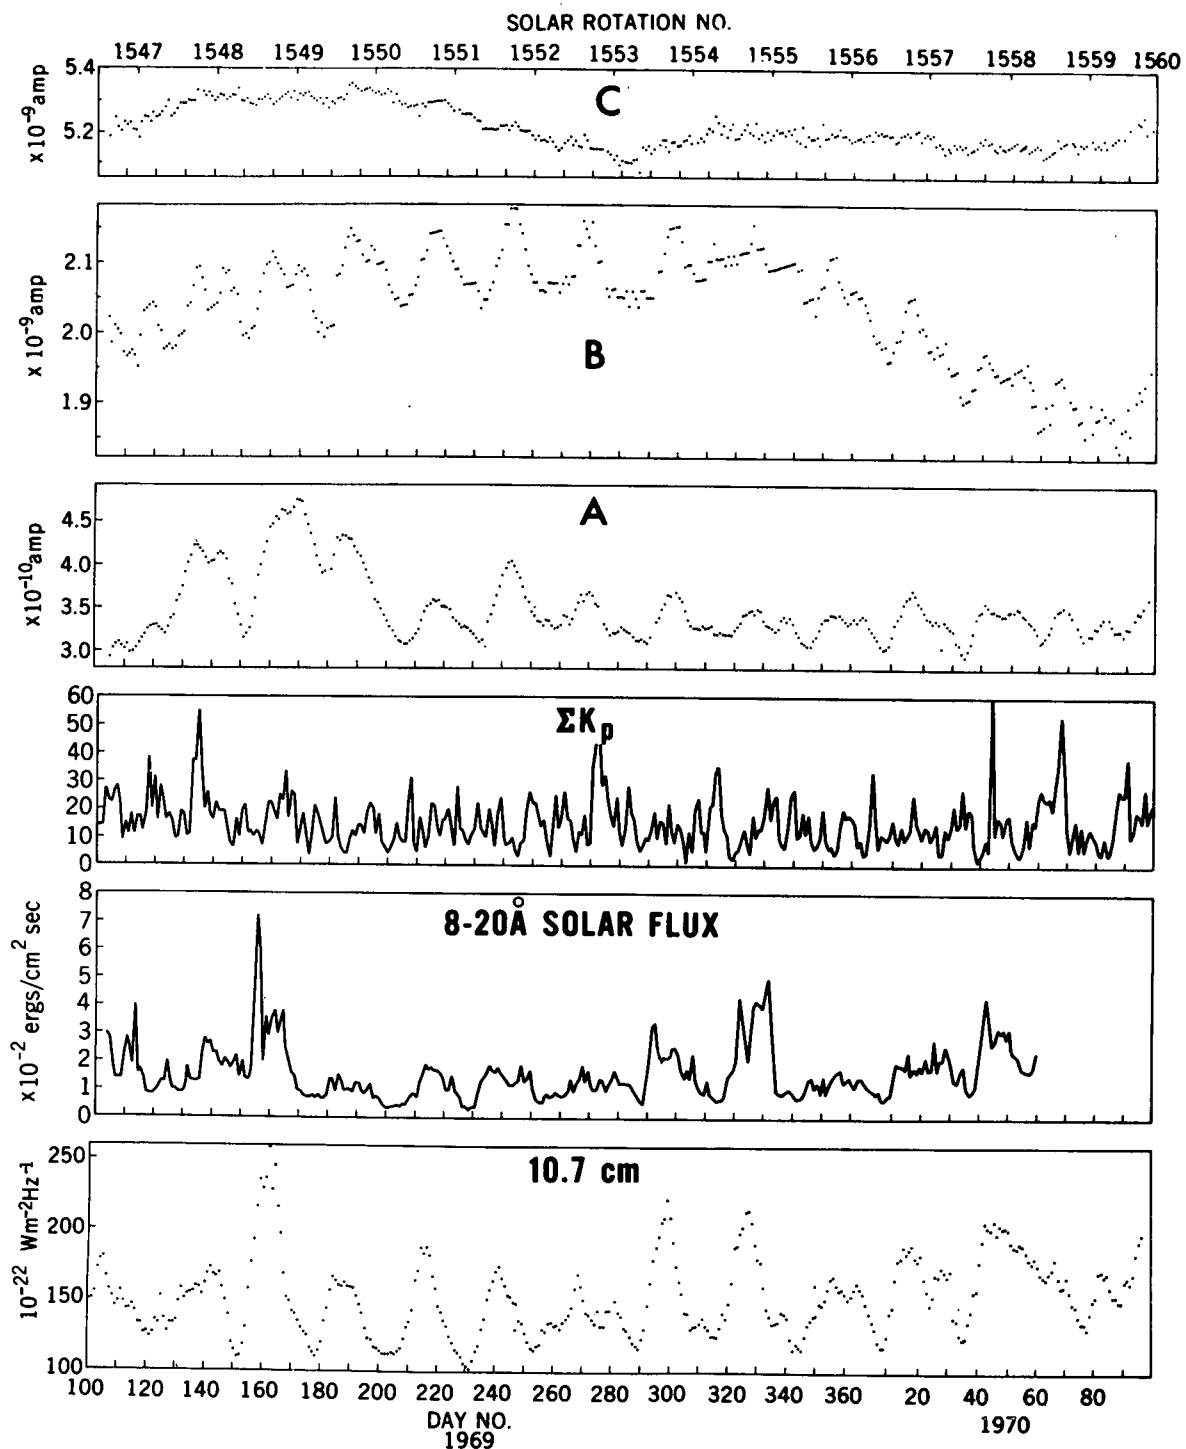 SOLAR ROTATION NO.
1547 1548 1549 1550 1551 1552 1553 1554 1555 1556 1557 1558 1559 1560
5.4
5.2
x10⁻⁹amp
C
2.1
2.0
1.9
x 10⁻⁹amp
B
4.5
4.0
3.5
3.0
x10⁻¹⁰amp
A
60
50
40
30
20
10
0
ΣKp
8
7
6
5
4
3
2
1
0
x10⁻² ergs/cm² sec
8-20Å SOLAR FLUX
250
200
150
100
10⁻²² Wm⁻²Hz⁻¹
10.7 cm
100 120 140 160 180 200 220 240 260 280 300 320 340 360 20 40 60 80
DAY NO.
1969
1970